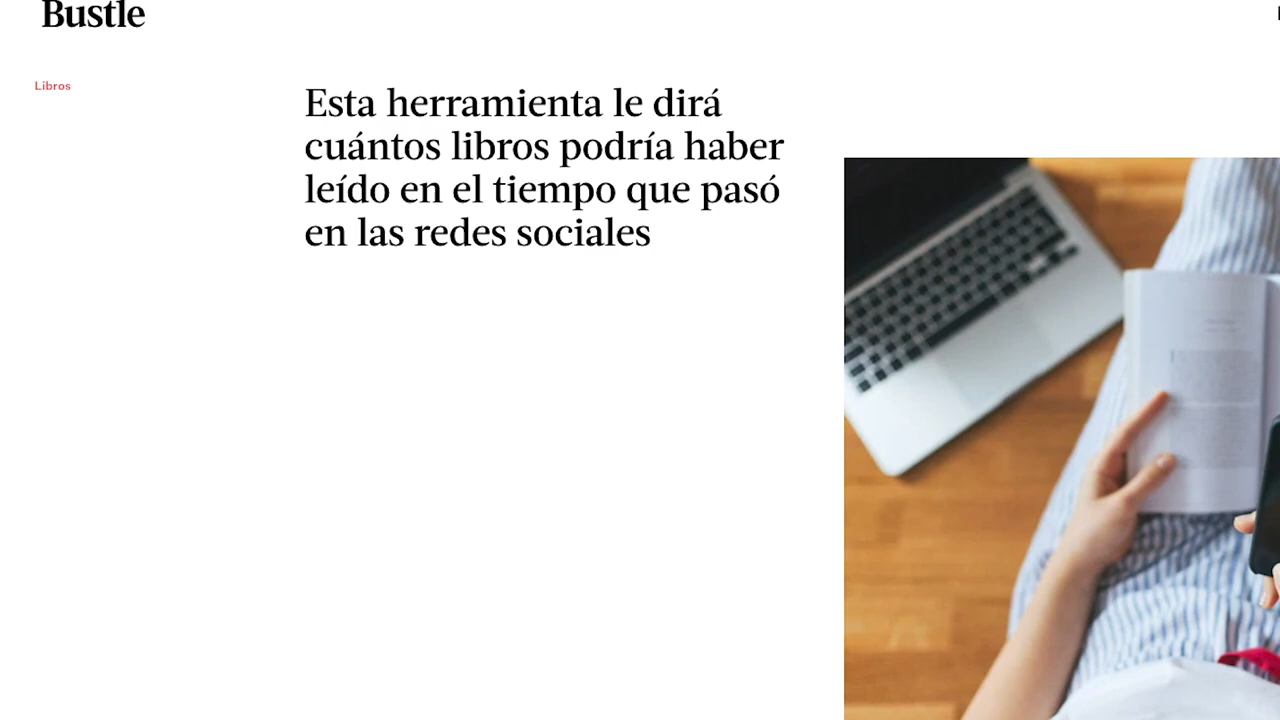 Bustle
Libros
Esta herramienta le dirá
cuántos libros podría haber
leído en el tiempo que pasó
en las redes sociales